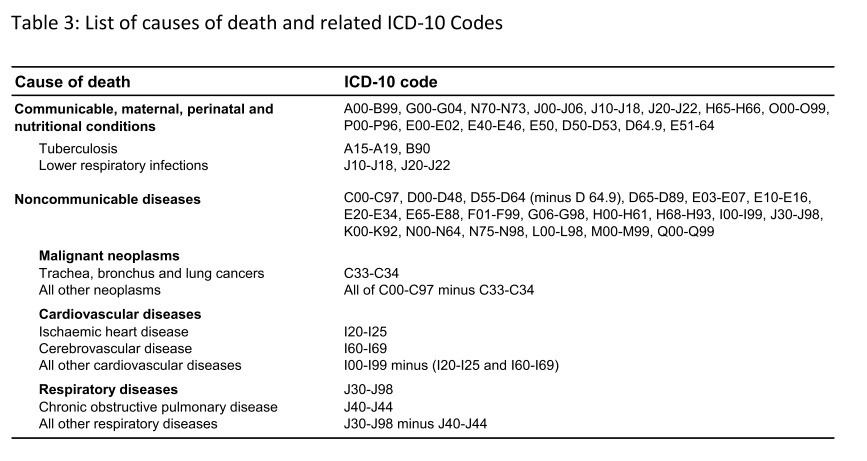 Table 3: List of causes of death and related ICD-10 Codes
Cause of death ICD-10 code
Communicable, maternal, perinatal and A00-B99, G00-G04, N70-N73, J00-J06, J10-J18, J20-J22, H65-H66, O00-O99,
nutritional conditions P00-P96, E00-E02, E40-E46, E50, D50-D53, D64.9, E51-64
Tuberculosis A15-A19, B90
Lower respiratory infections J10-J18, J20-J22
Noncommunicable diseases C00-C97, D00-D48, D55-D64 (minus D 64.9), D65-D89, E03-E07, E10-E16,
E20-E34, E65-E88, F01-F99, G06-G98, H00-H61, H68-H93, I00-I99, J30-J98,
K00-K92, N00-N64, N75-N98, L00-L98, M00-M99, Q00-Q99
Malignant neoplasms
Trachea, bronchus and lung cancers C33-C34
All other neoplasms All of C00-C97 minus C33-C34
Cardiovascular diseases
Ischaemic heart disease I20-I25
Cerebrovascular disease I60-I69
All other cardiovascular diseases I00-I99 minus (I20-I25 and I60-I69)
Respiratory diseases J30-J98
Chronic obstructive pulmonary disease J40-J44
All other respiratory diseases J30-J98 minus J40-J44